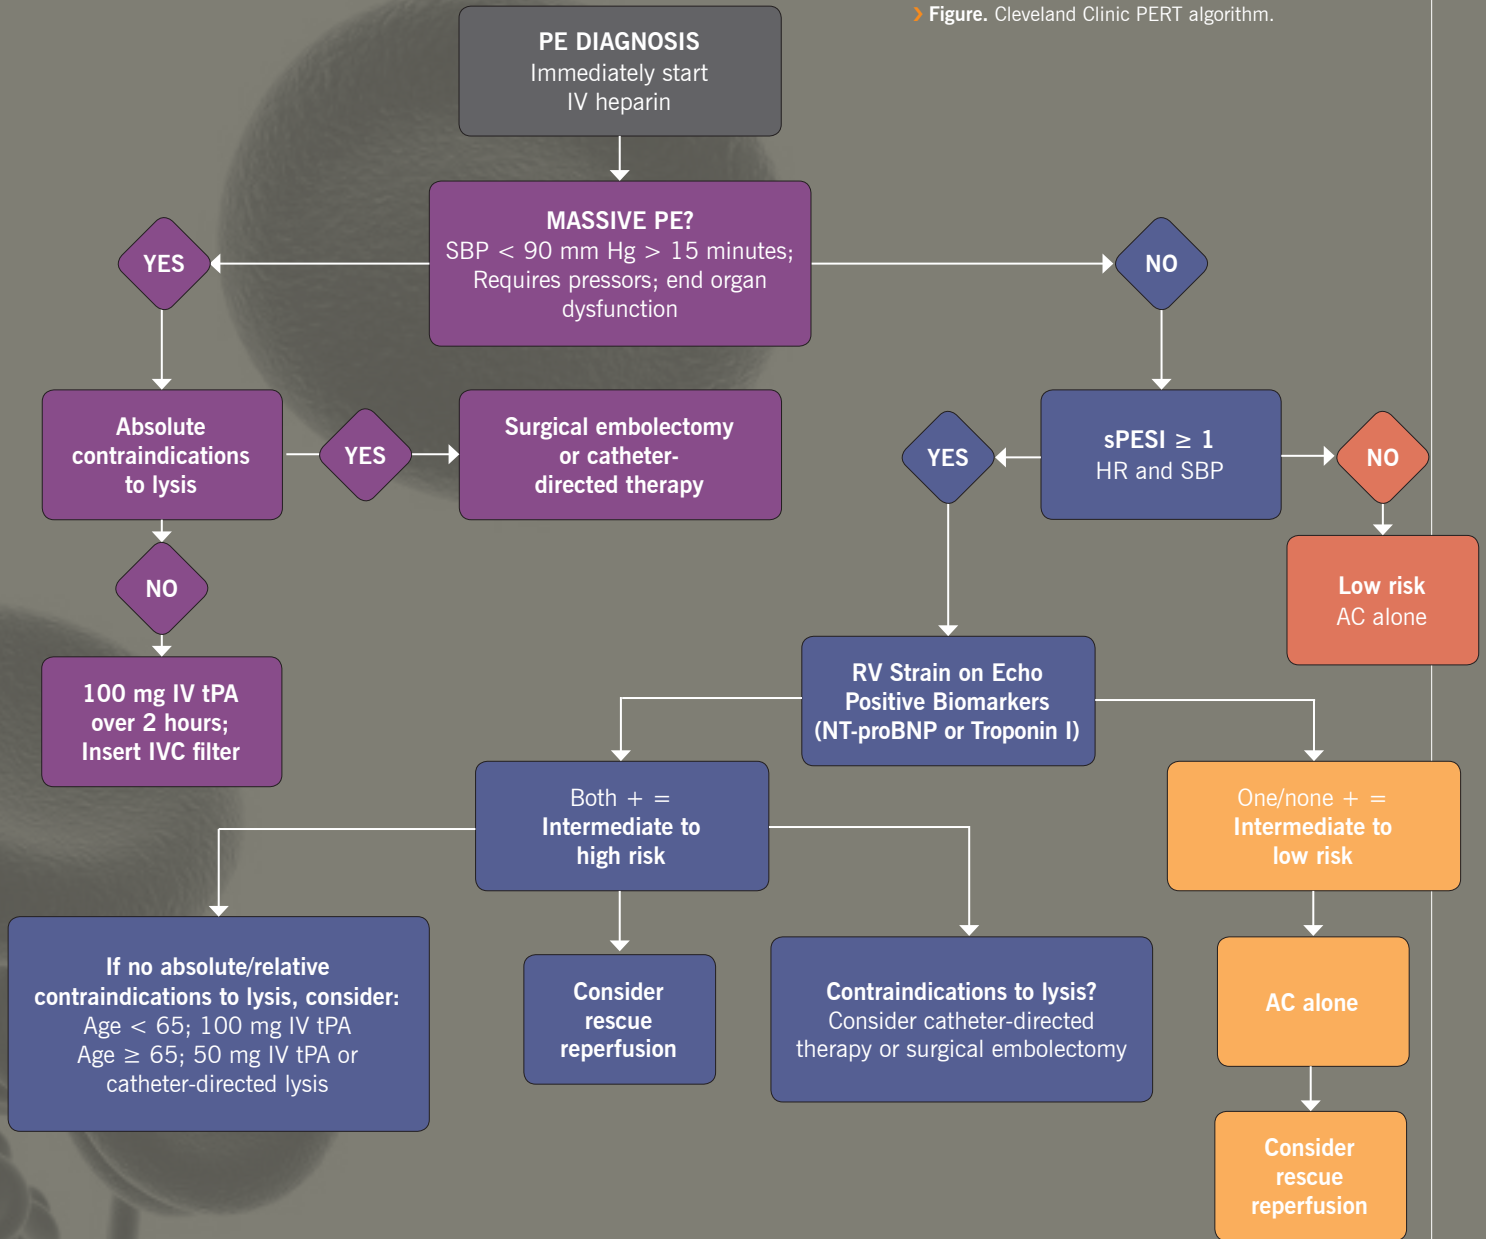 › Figure. Cleveland Clinic PERT algorithm.
PE DIAGNOSIS
Immediately start
IV heparin
MASSIVE PE?
SBP < 90 mm Hg > 15 minutes;
Requires pressors; end organ
dysfunction
YES
NO
Absolute
contraindications
to lysis
YES
Surgical embolectomy
or catheter-
directed therapy
NO
100 mg IV tPA
over 2 hours;
Insert IVC filter
sPESI ≥ 1
HR and SBP
YES
NO
Low risk
AC alone
RV Strain on Echo
Positive Biomarkers
(NT-proBNP or Troponin I)
Both + =
Intermediate to
high risk
One/none + =
Intermediate to
low risk
If no absolute/relative
contraindications to lysis, consider:
Age < 65; 100 mg IV tPA
Age ≥ 65; 50 mg IV tPA or
catheter-directed lysis
Consider
rescue
reperfusion
Contraindications to lysis?
Consider catheter-directed
therapy or surgical embolectomy
AC alone
Consider
rescue
reperfusion